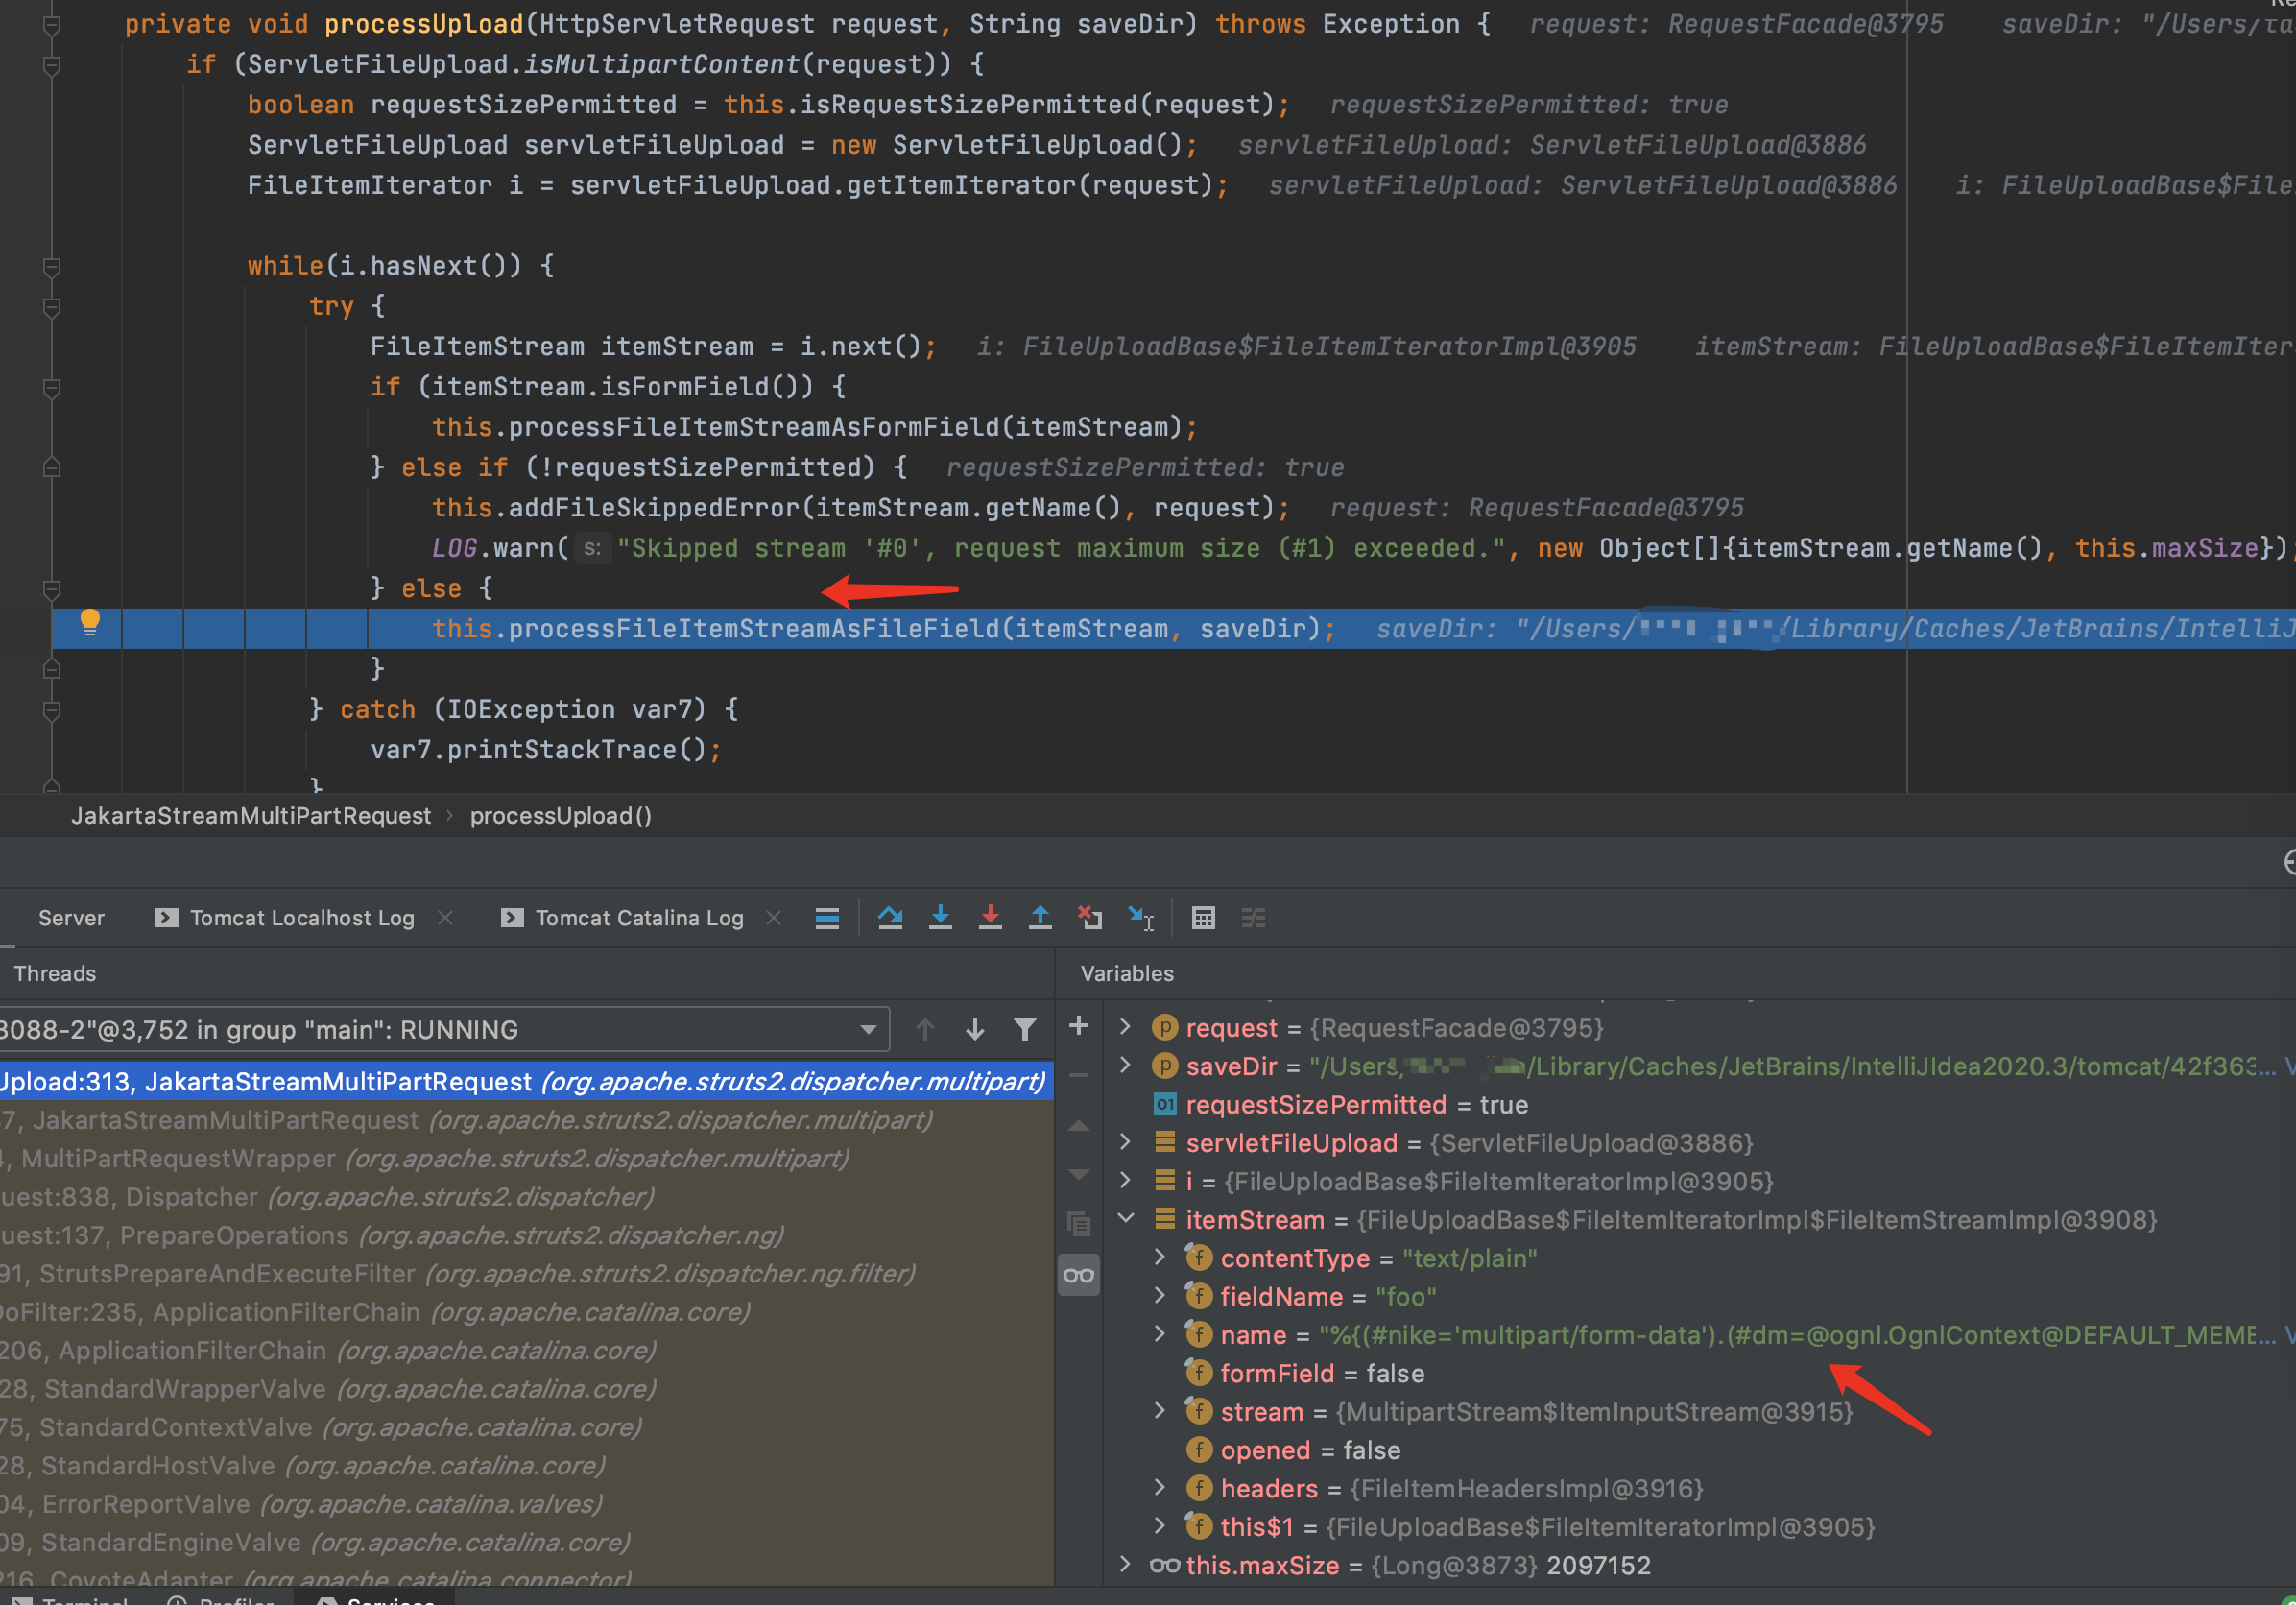 private void processUpload(HttpServletRequest request, String saveDir) throws Exception {   request: RequestFacade@3795   saveDir: "/Users/
if (ServletFileUpload.isMultipartContent(request)) {
boolean requestSizePermitted = this.isRequestSizePermitted(request);   requestSizePermitted: true
ServletFileUpload servletFileUpload = new ServletFileUpload();   servletFileUpload: ServletFileUpload@3886
FileItemIterator i = servletFileUpload.getItemIterator(request);   servletFileUpload: ServletFileUpload@3886   i: FileUploadBase$FileI
while(i.hasNext()) {
try {
FileItemStream itemStream = i.next();   i: FileUploadBase$FileItemIteratorImpl@3905   itemStream: FileUploadBase$FileItemIter
if (itemStream.isFormField()) {
this.processFileItemStreamAsFormField(itemStream);
} else if (!requestSizePermitted) {   requestSizePermitted: true
this.addFileSkippedError(itemStream.getName(), request);   request: RequestFacade@3795
LOG.warn( s: "Skipped stream '#0', request maximum size (#1) exceeded.", new Object[]{itemStream.getName(), this.maxSize});
} else {
this.processFileItemStreamAsFileField(itemStream, saveDir);   saveDir: "/Users/ /Library/Caches/JetBrains/IntelliJ
}
} catch (IOException var7) {
var7.printStackTrace();
}
JakartaStreamMultiPartRequest › processUpload()
Server   Tomcat Localhost Log ×   Tomcat Catalina Log ×
Threads
3088-2"@3,752 in group "main": RUNNING
Upload:313, JakartaStreamMultiPartRequest (org.apache.struts2.dispatcher.multipart)
47, JakartaStreamMultiPartRequest (org.apache.struts2.dispatcher.multipart)
4, MultiPartRequestWrapper (org.apache.struts2.dispatcher.multipart)
uest:838, Dispatcher (org.apache.struts2.dispatcher)
uest:137, PrepareOperations (org.apache.struts2.dispatcher.ng)
91, StrutsPrepareAndExecuteFilter (org.apache.struts2.dispatcher.ng.filter)
DoFilter:235, ApplicationFilterChain (org.apache.catalina.core)
206, ApplicationFilterChain (org.apache.catalina.core)
28, StandardWrapperValve (org.apache.catalina.core)
75, StandardContextValve (org.apache.catalina.core)
28, StandardHostValve (org.apache.catalina.core)
04, ErrorReportValve (org.apache.catalina.valves)
09, StandardEngineValve (org.apache.catalina.core)
216, CoyoteAdapter (org.apache.catalina.connector)
Variables
request = {RequestFacade@3795}
saveDir = "/Users/ /Library/Caches/JetBrains/IntelliJIdea2020.3/tomcat/42f363...
requestSizePermitted = true
servletFileUpload = {ServletFileUpload@3886}
i = {FileUploadBase$FileItemIteratorImpl@3905}
itemStream = {FileUploadBase$FileItemIteratorImpl$FileItemStreamImpl@3908}
contentType = "text/plain"
fieldName = "foo"
name = "%{(#nike='multipart/form-data').(#dm=@ognl.OgnlContext@DEFAULT_MEME...
formField = false
stream = {MultipartStream$ItemInputStream@3915}
opened = false
headers = {FileItemHeadersImpl@3916}
this$1 = {FileUploadBase$FileItemIteratorImpl@3905}
this.maxSize = {Long@3873} 2097152
Terminal   Profiler   Services